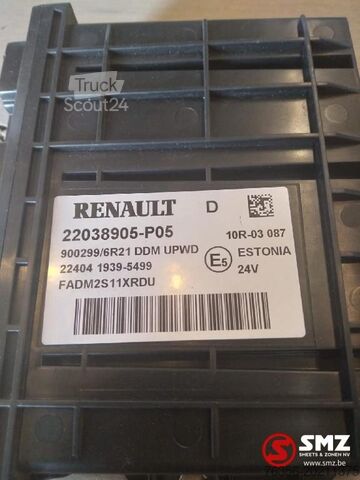 Truck
Scout24
RENAULT D
22038905-P05 10R-03 087
900299/6R21 DDM UPWD E5 ESTONIA
22404 1939-5499 24V
FADM2S11XRDU
SMZ
SHEETS & ZONEN NV
www.smz.be